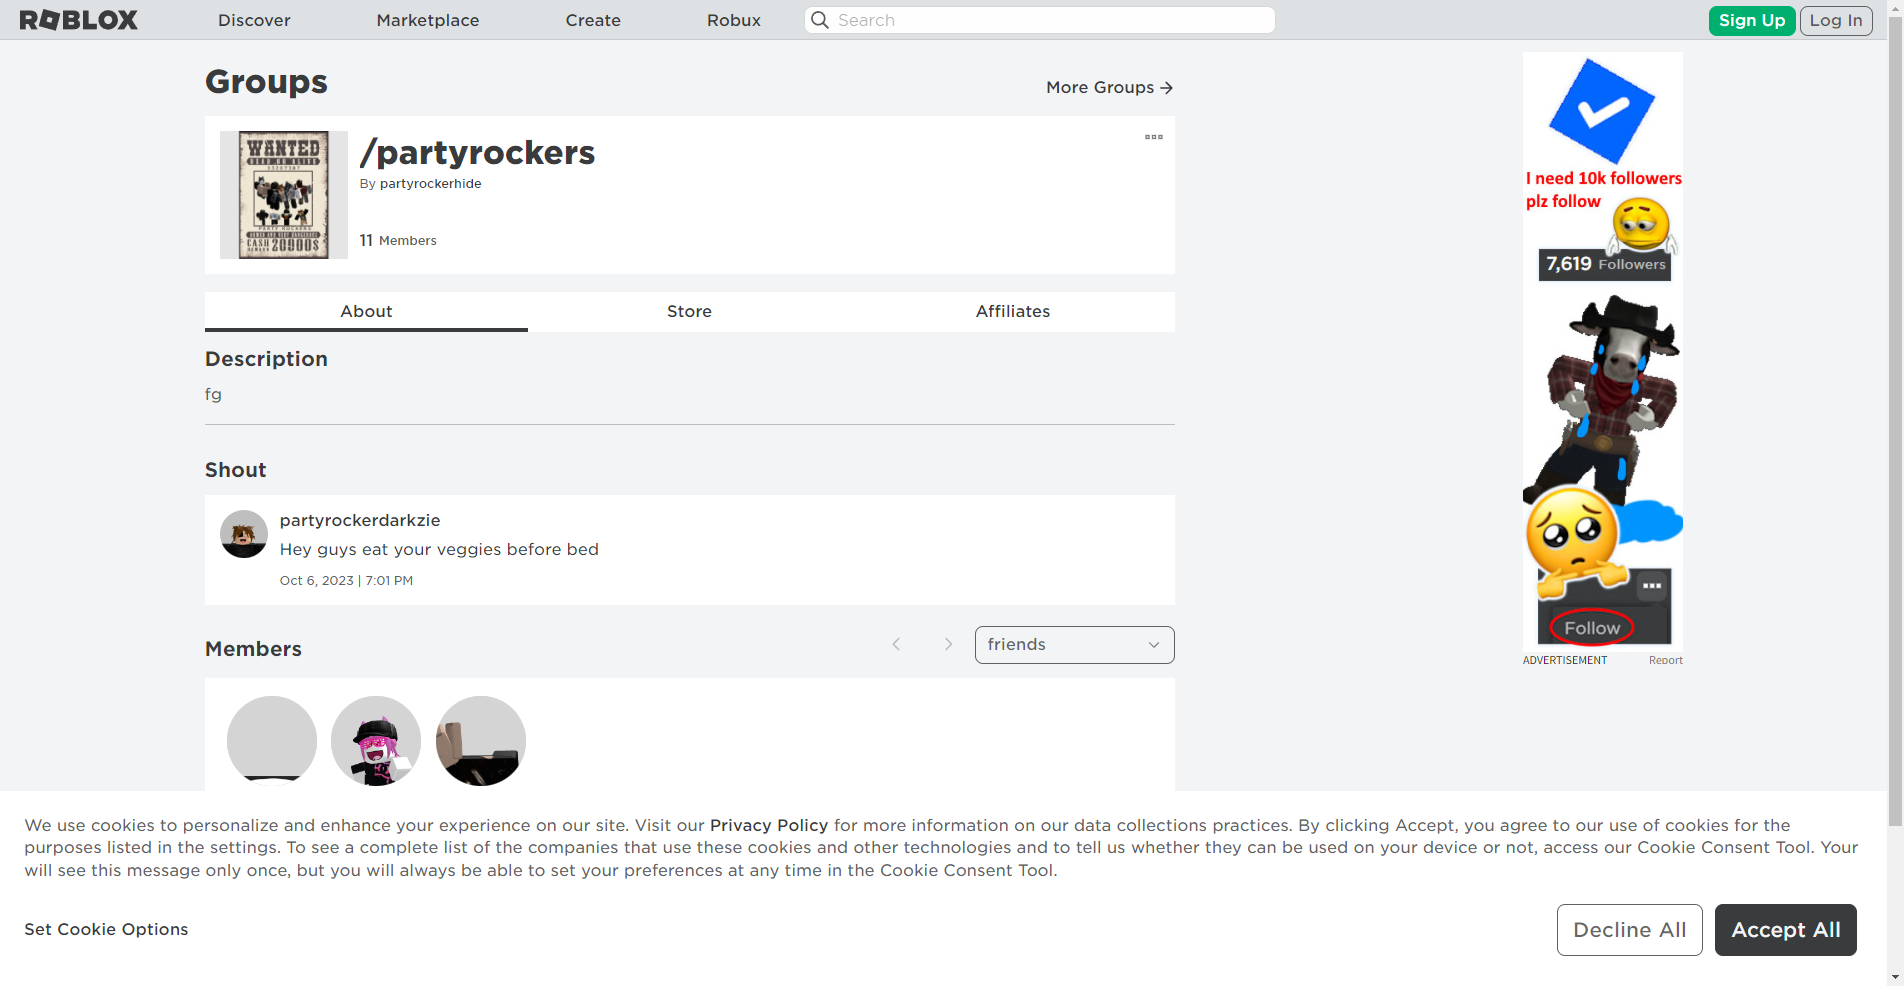 ROBLOX
Discover
Marketplace
Create
Robux
Search
Sign Up
Log In
Groups
More Groups
WANTED
DEAD OR ALIVE
PARTY ROCKERS
CASH 20900$
/partyrockers
By partyrockerhide
11 Members
About
Store
Affiliates
Description
fg
Shout
partyrockerdarkzie
Hey guys eat your veggies before bed
Oct 6, 2023 | 7:01 PM
Members
friends
I need 10k followers
plz follow
7,619 Followers
Follow
ADVERTISEMENT
Report
We use cookies to personalize and enhance your experience on our site. Visit our Privacy Policy for more information on our data collections practices. By clicking Accept, you agree to our use of cookies for the
purposes listed in the settings. To see a complete list of the companies that use these cookies and other technologies and to tell us whether they can be used on your device or not, access our Cookie Consent Tool. Your
will see this message only once, but you will always be able to set your preferences at any time in the Cookie Consent Tool.
Set Cookie Options
Decline All
Accept All